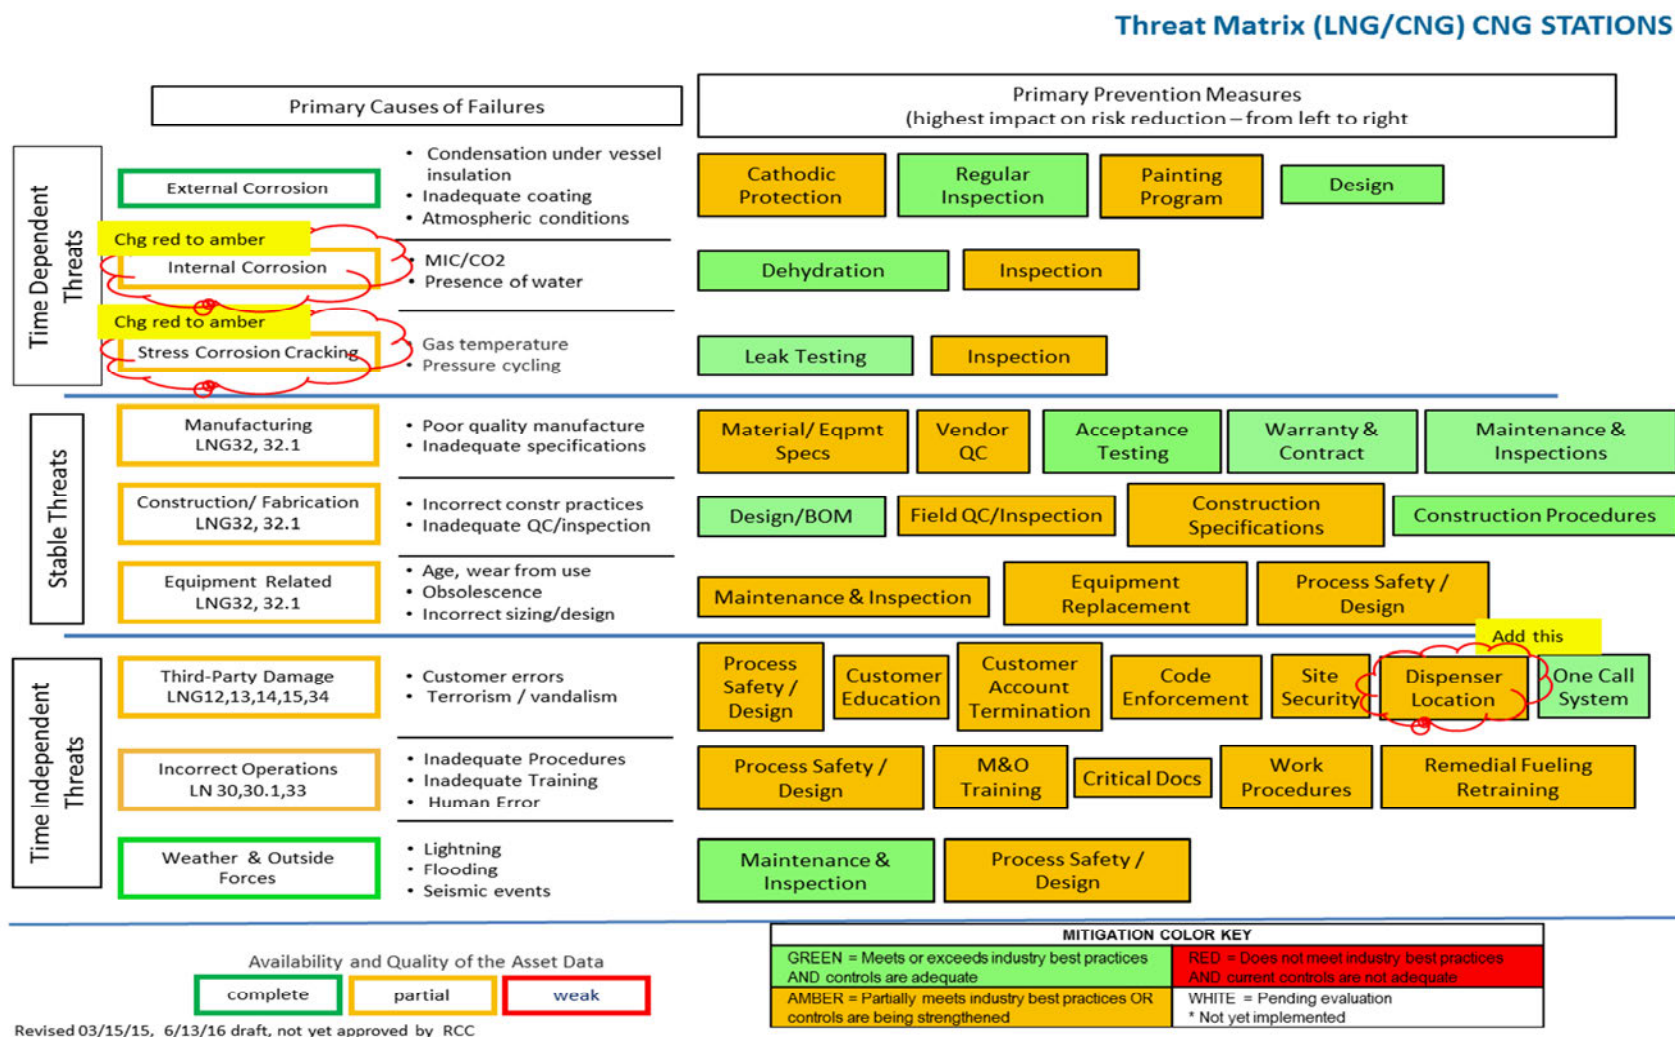 Threat Matrix (LNG/CNG) CNG STATIONS
Primary Causes of Failures
Primary Prevention Measures
(highest impact on risk reduction – from left to right
Time Dependent
Threats
External Corrosion
• Condensation under vessel
insulation
• Inadequate coating
• Atmospheric conditions
Cathodic
Protection
Regular
Inspection
Painting
Program
Design
Chg red to amber
Internal Corrosion
• MIC/CO2
• Presence of water
Dehydration
Inspection
Chg red to amber
Stress Corrosion Cracking
• Gas temperature
• Pressure cycling
Leak Testing
Inspection
Stable Threats
Manufacturing
LNG32, 32.1
• Poor quality manufacture
• Inadequate specifications
Material/ Eqpmt
Specs
Vendor
QC
Acceptance
Testing
Warranty &
Contract
Maintenance &
Inspections
Construction/ Fabrication
LNG32, 32.1
• Incorrect constr practices
• Inadequate QC/inspection
Design/BOM
Field QC/Inspection
Construction
Specifications
Construction Procedures
Equipment Related
LNG32, 32.1
• Age, wear from use
• Obsolescence
• Incorrect sizing/design
Maintenance & Inspection
Equipment
Replacement
Process Safety /
Design
Time Independent
Threats
Third-Party Damage
LNG12,13,14,15,34
• Customer errors
• Terrorism / vandalism
Process
Safety /
Design
Customer
Education
Customer
Account
Termination
Code
Enforcement
Site
Security
Add this
Dispenser
Location
One Call
System
Incorrect Operations
LN 30,30.1,33
• Inadequate Procedures
• Inadequate Training
• Human Error
Process Safety /
Design
M&O
Training
Critical Docs
Work
Procedures
Remedial Fueling
Retraining
Weather & Outside
Forces
• Lightning
• Flooding
• Seismic events
Maintenance &
Inspection
Process Safety /
Design
Availability and Quality of the Asset Data
complete
partial
weak
MITIGATION COLOR KEY
GREEN = Meets or exceeds industry best practices
AND controls are adequate
RED = Does not meet industry best practices
AND current controls are not adequate
AMBER = Partially meets industry best practices OR
controls are being strengthened
WHITE = Pending evaluation
* Not yet implemented
Revised 03/15/15, 6/13/16 draft, not yet approved by RCC